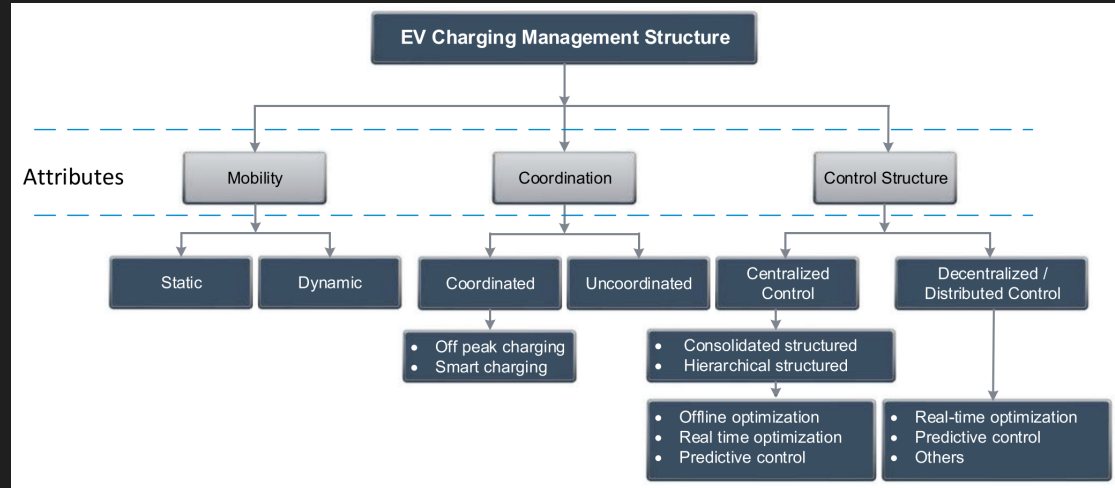 EV Charging Management Structure
Attributes
Mobility
Coordination
Control Structure
Static
Dynamic
Coordinated
Uncoordinated
Centralized
Control
Decentralized /
Distributed Control
• Off peak charging
• Smart charging
• Consolidated structured
• Hierarchical structured
• Offline optimization
• Real time optimization
• Predictive control
• Real-time optimization
• Predictive control
• Others